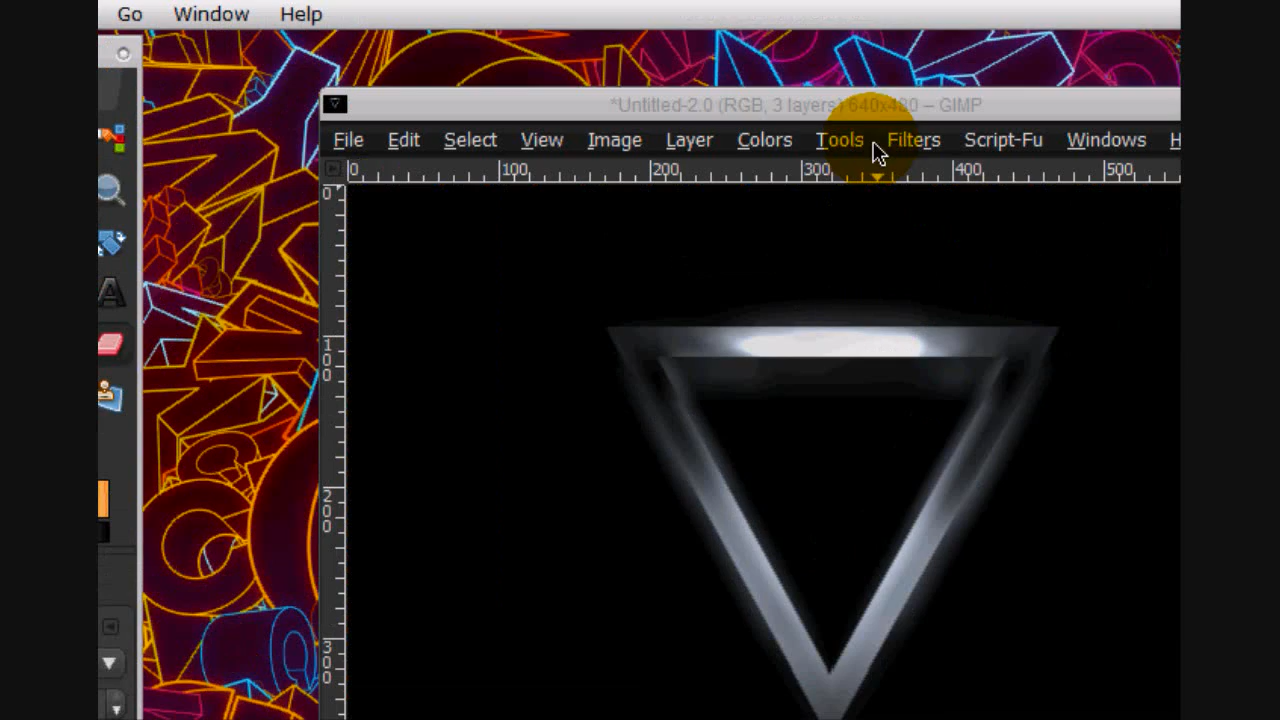 Go Window Help
*Untitled-2.0 (RGB, 3 layers) 640x480 – GIMP
File Edit Select View Image Layer Colors Tools Filters Script-Fu Windows H
0 100 200 300 400 500
0
100
200
300